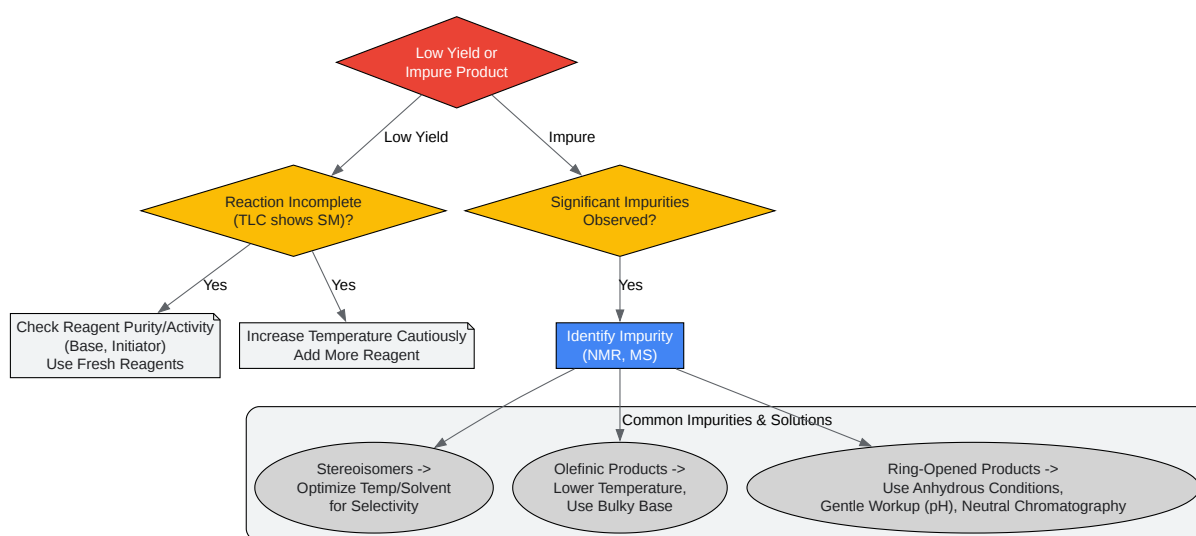 Low Yield or
Impure Product
Low Yield
Impure
Reaction Incomplete
(TLC shows SM)?
Significant Impurities
Observed?
Yes
Yes
Yes
Check Reagent Purity/Activity
(Base, Initiator)
Use Fresh Reagents
Increase Temperature Cautiously
Add More Reagent
Identify Impurity
(NMR, MS)
Common Impurities & Solutions
Stereoisomers ->
Optimize Temp/Solvent
for Selectivity
Olefinic Products ->
Lower Temperature,
Use Bulky Base
Ring-Opened Products ->
Use Anhydrous Conditions,
Gentle Workup (pH), Neutral Chromatography